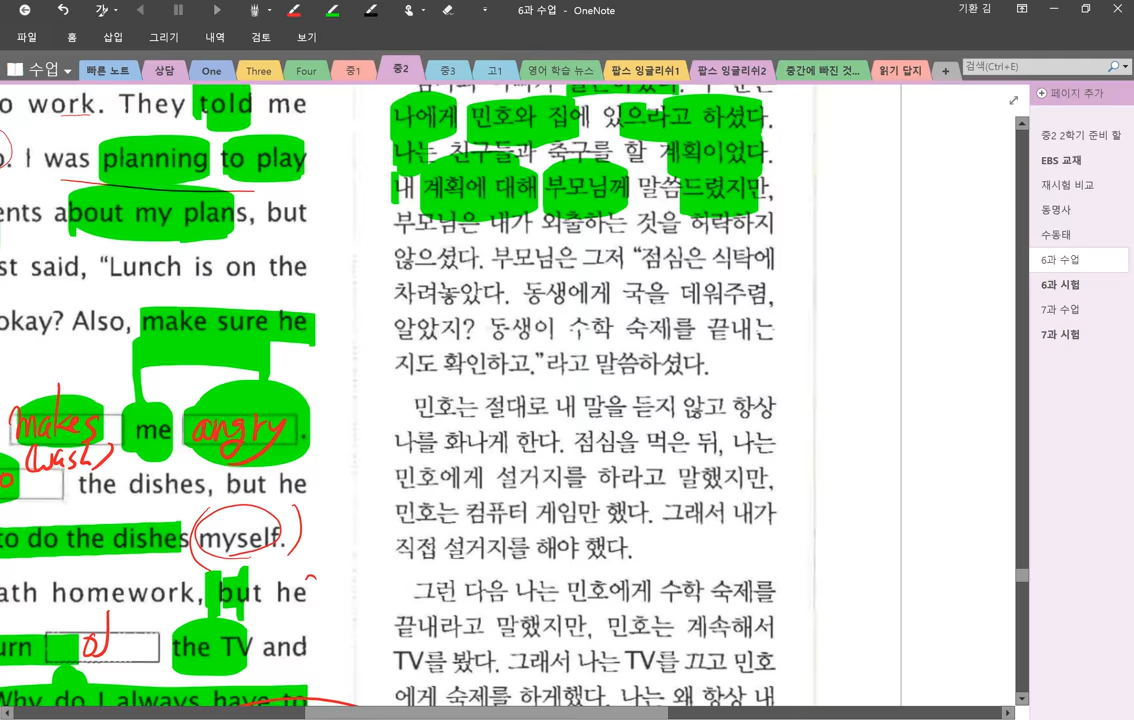 6과 수업 - OneNote
기환 김
파일 홈 삽입 그리기 내역 검토 보기
수업 빠른 노트 상담 One Three Four 중1 중2 중3 고1 영어 학습 뉴스 팝스 잉글리쉬1 팝스 잉글리쉬2 중간에 빠진 것... 읽기 답지 +
검색(Ctrl+E)
페이지 추가
중2 2학기 준비 할
EBS 교재
재시험 비교
동명사
수동태
6과 수업
6과 시험
7과 수업
7과 시험
o work. They told me
. I was planning to play
ents about my plans, but
st said, “Lunch is on the
okay? Also, make sure he
makes me angry.
(wash)
the dishes, but he
to do the dishes myself.)
ath homework, but he
urn the TV and
Why do I always have to
나에게 민호와 집에 있으라고 하셨다.
나는 친구들과 축구를 할 계획이었다.
내 계획에 대해 부모님께 말씀드렸지만,
부모님은 내가 외출하는 것을 허락하지
않으셨다. 부모님은 그저 “점심은 식탁에
차려놓았다. 동생에게 국을 데워주렴,
알았지? 동생이 수학 숙제를 끝내는
지도 확인하고.”라고 말씀하셨다.
민호는 절대로 내 말을 듣지 않고 항상
나를 화나게 한다. 점심을 먹은 뒤, 나는
민호에게 설거지를 하라고 말했지만,
민호는 컴퓨터 게임만 했다. 그래서 내가
직접 설거지를 해야 했다.
그런 다음 나는 민호에게 수학 숙제를
끝내라고 말했지만, 민호는 계속해서
TV를 봤다. 그래서 나는 TV를 끄고 민호
에게 숙제를 하게했다. 나는 왜 항상 내